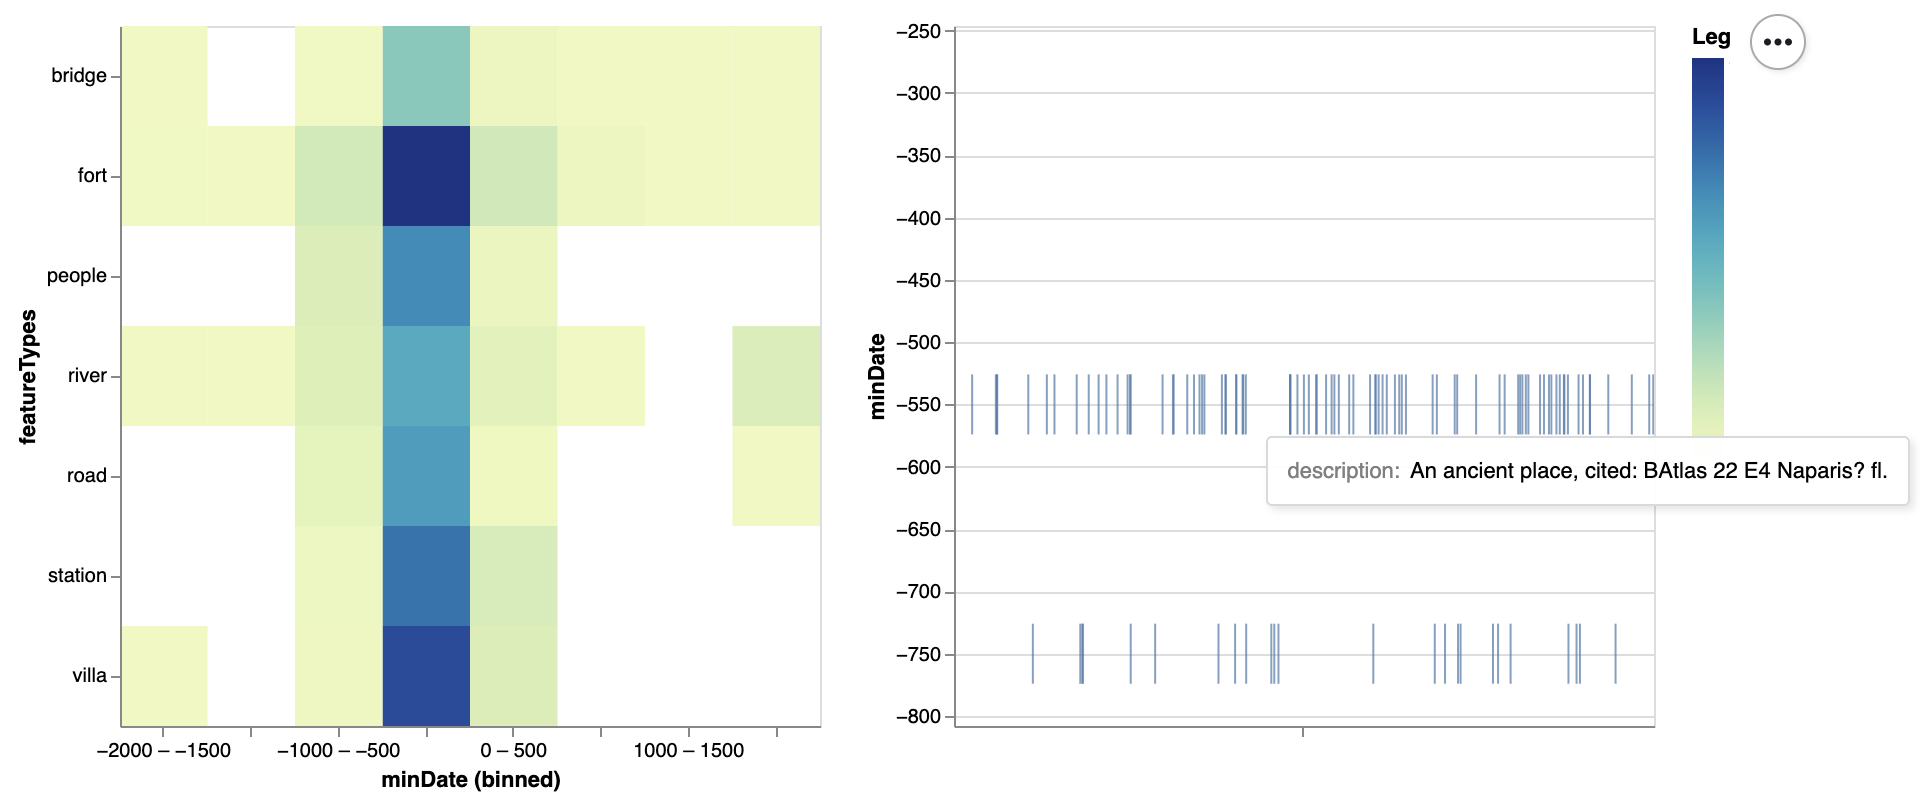 bridge
fort
people
river
road
station
villa
featureTypes
−2000 – −1500
−1000 – −500
0 – 500
1000 – 1500
minDate (binned)
−250
−300
−350
−400
−450
−500
−550
−600
−650
−700
−750
−800
minDate
Leg
description: An ancient place, cited: BAtlas 22 E4 Naparis? fl.